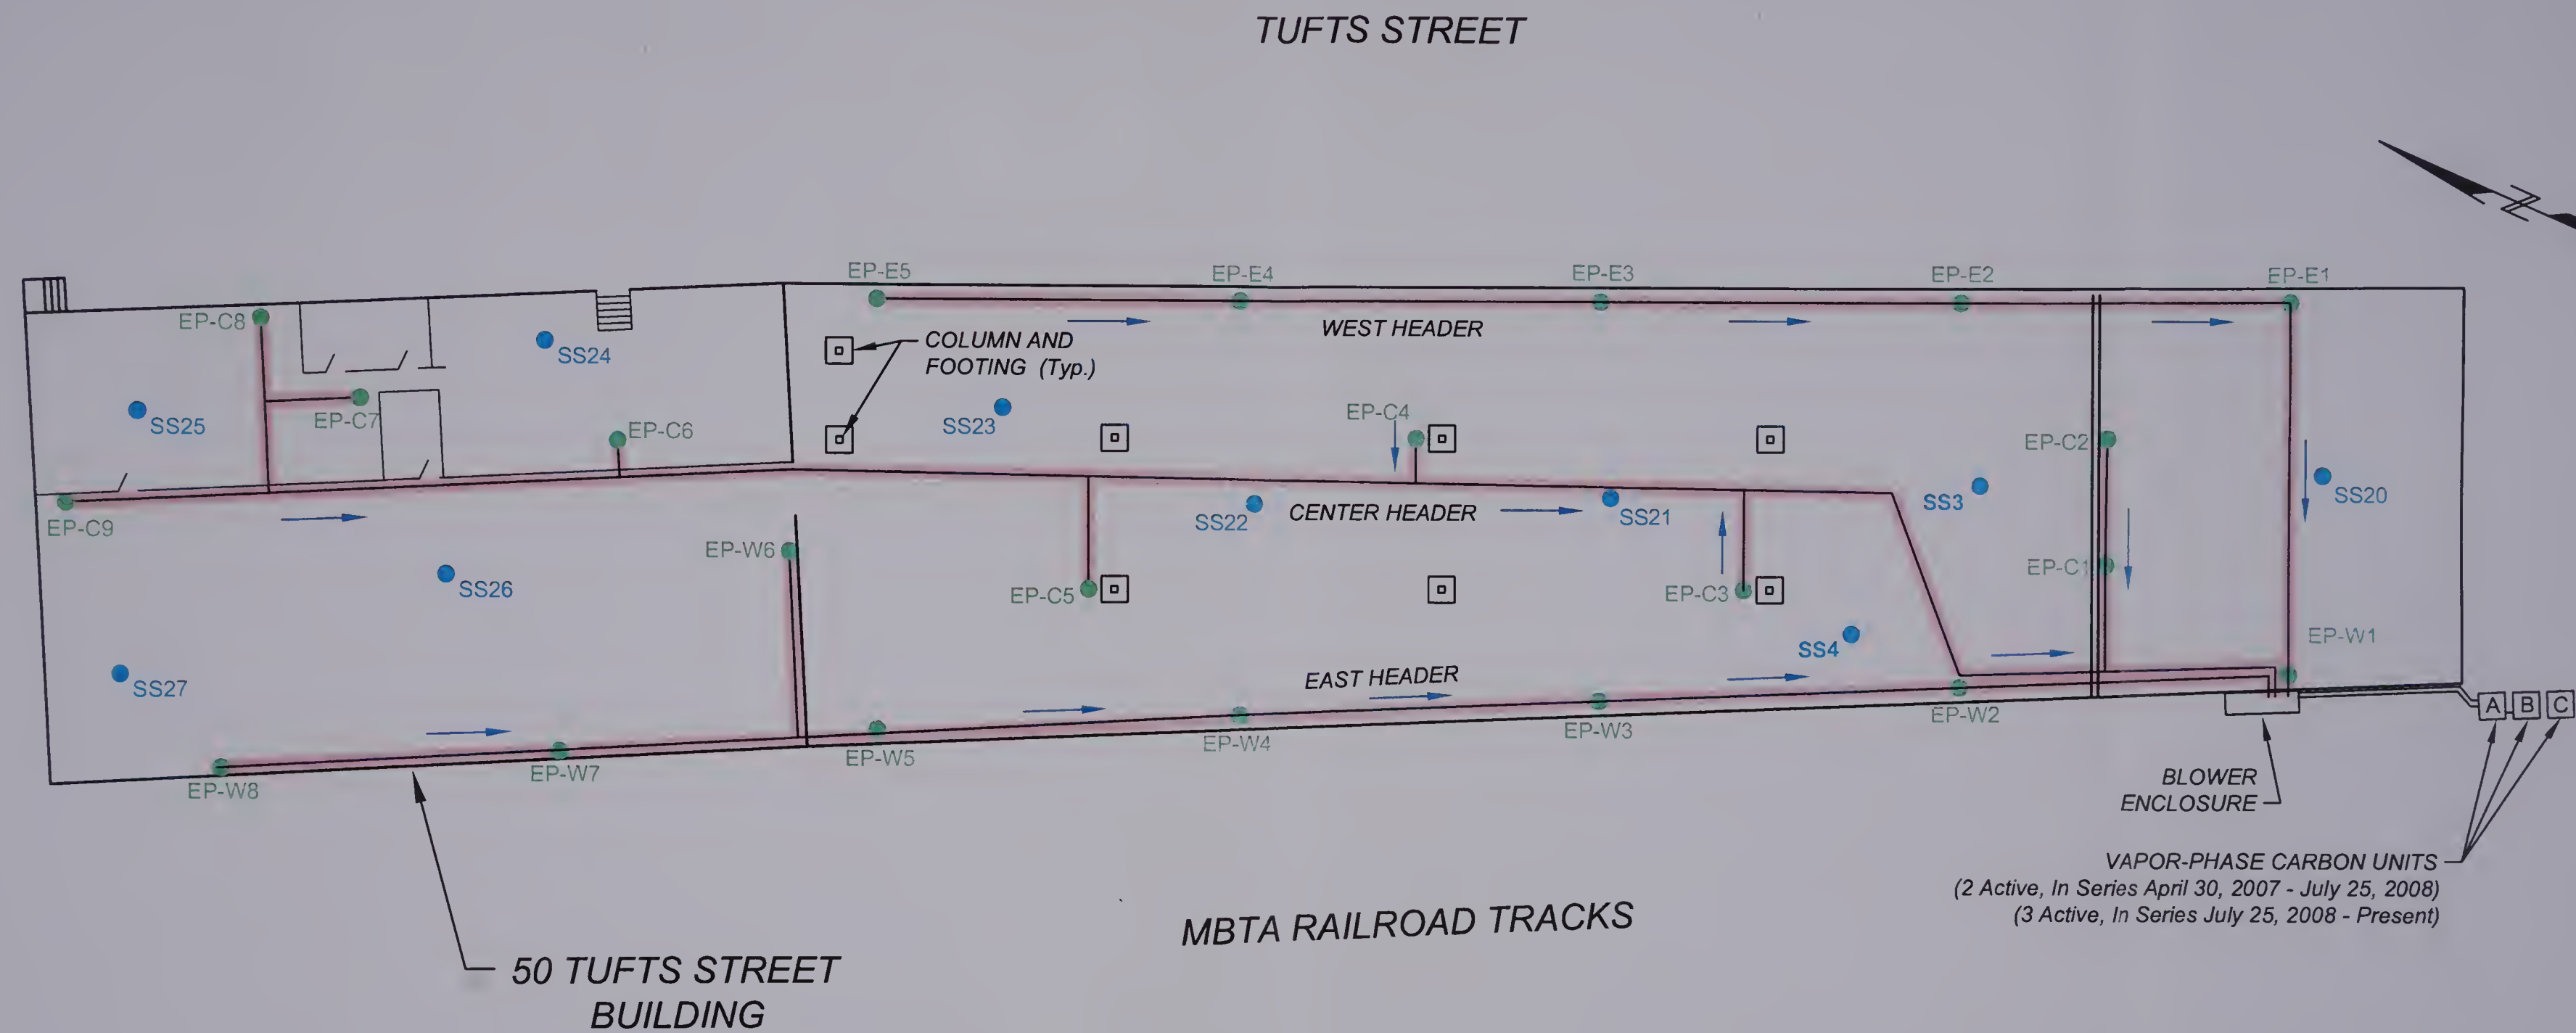 TUFTS STREET
EP-E5
EP-E4
EP-E3
EP-E2
EP-E1
EP-C8
WEST HEADER
SS24
COLUMN AND
FOOTING (Typ.)
EP-C7
SS25
EP-C6
SS23
EP-C4
EP-C2
SS3
SS20
EP-C9
SS22
CENTER HEADER
SS21
EP-W6
EP-C1
SS26
EP-C5
EP-C3
EP-W1
SS4
SS27
EAST HEADER
A
B
C
EP-W8
EP-W7
EP-W5
EP-W4
EP-W3
EP-W2
BLOWER
ENCLOSURE
VAPOR-PHASE CARBON UNITS
(2 Active, In Series April 30, 2007 - July 25, 2008)
(3 Active, In Series July 25, 2008 - Present)
MBTA RAILROAD TRACKS
50 TUFTS STREET
BUILDING